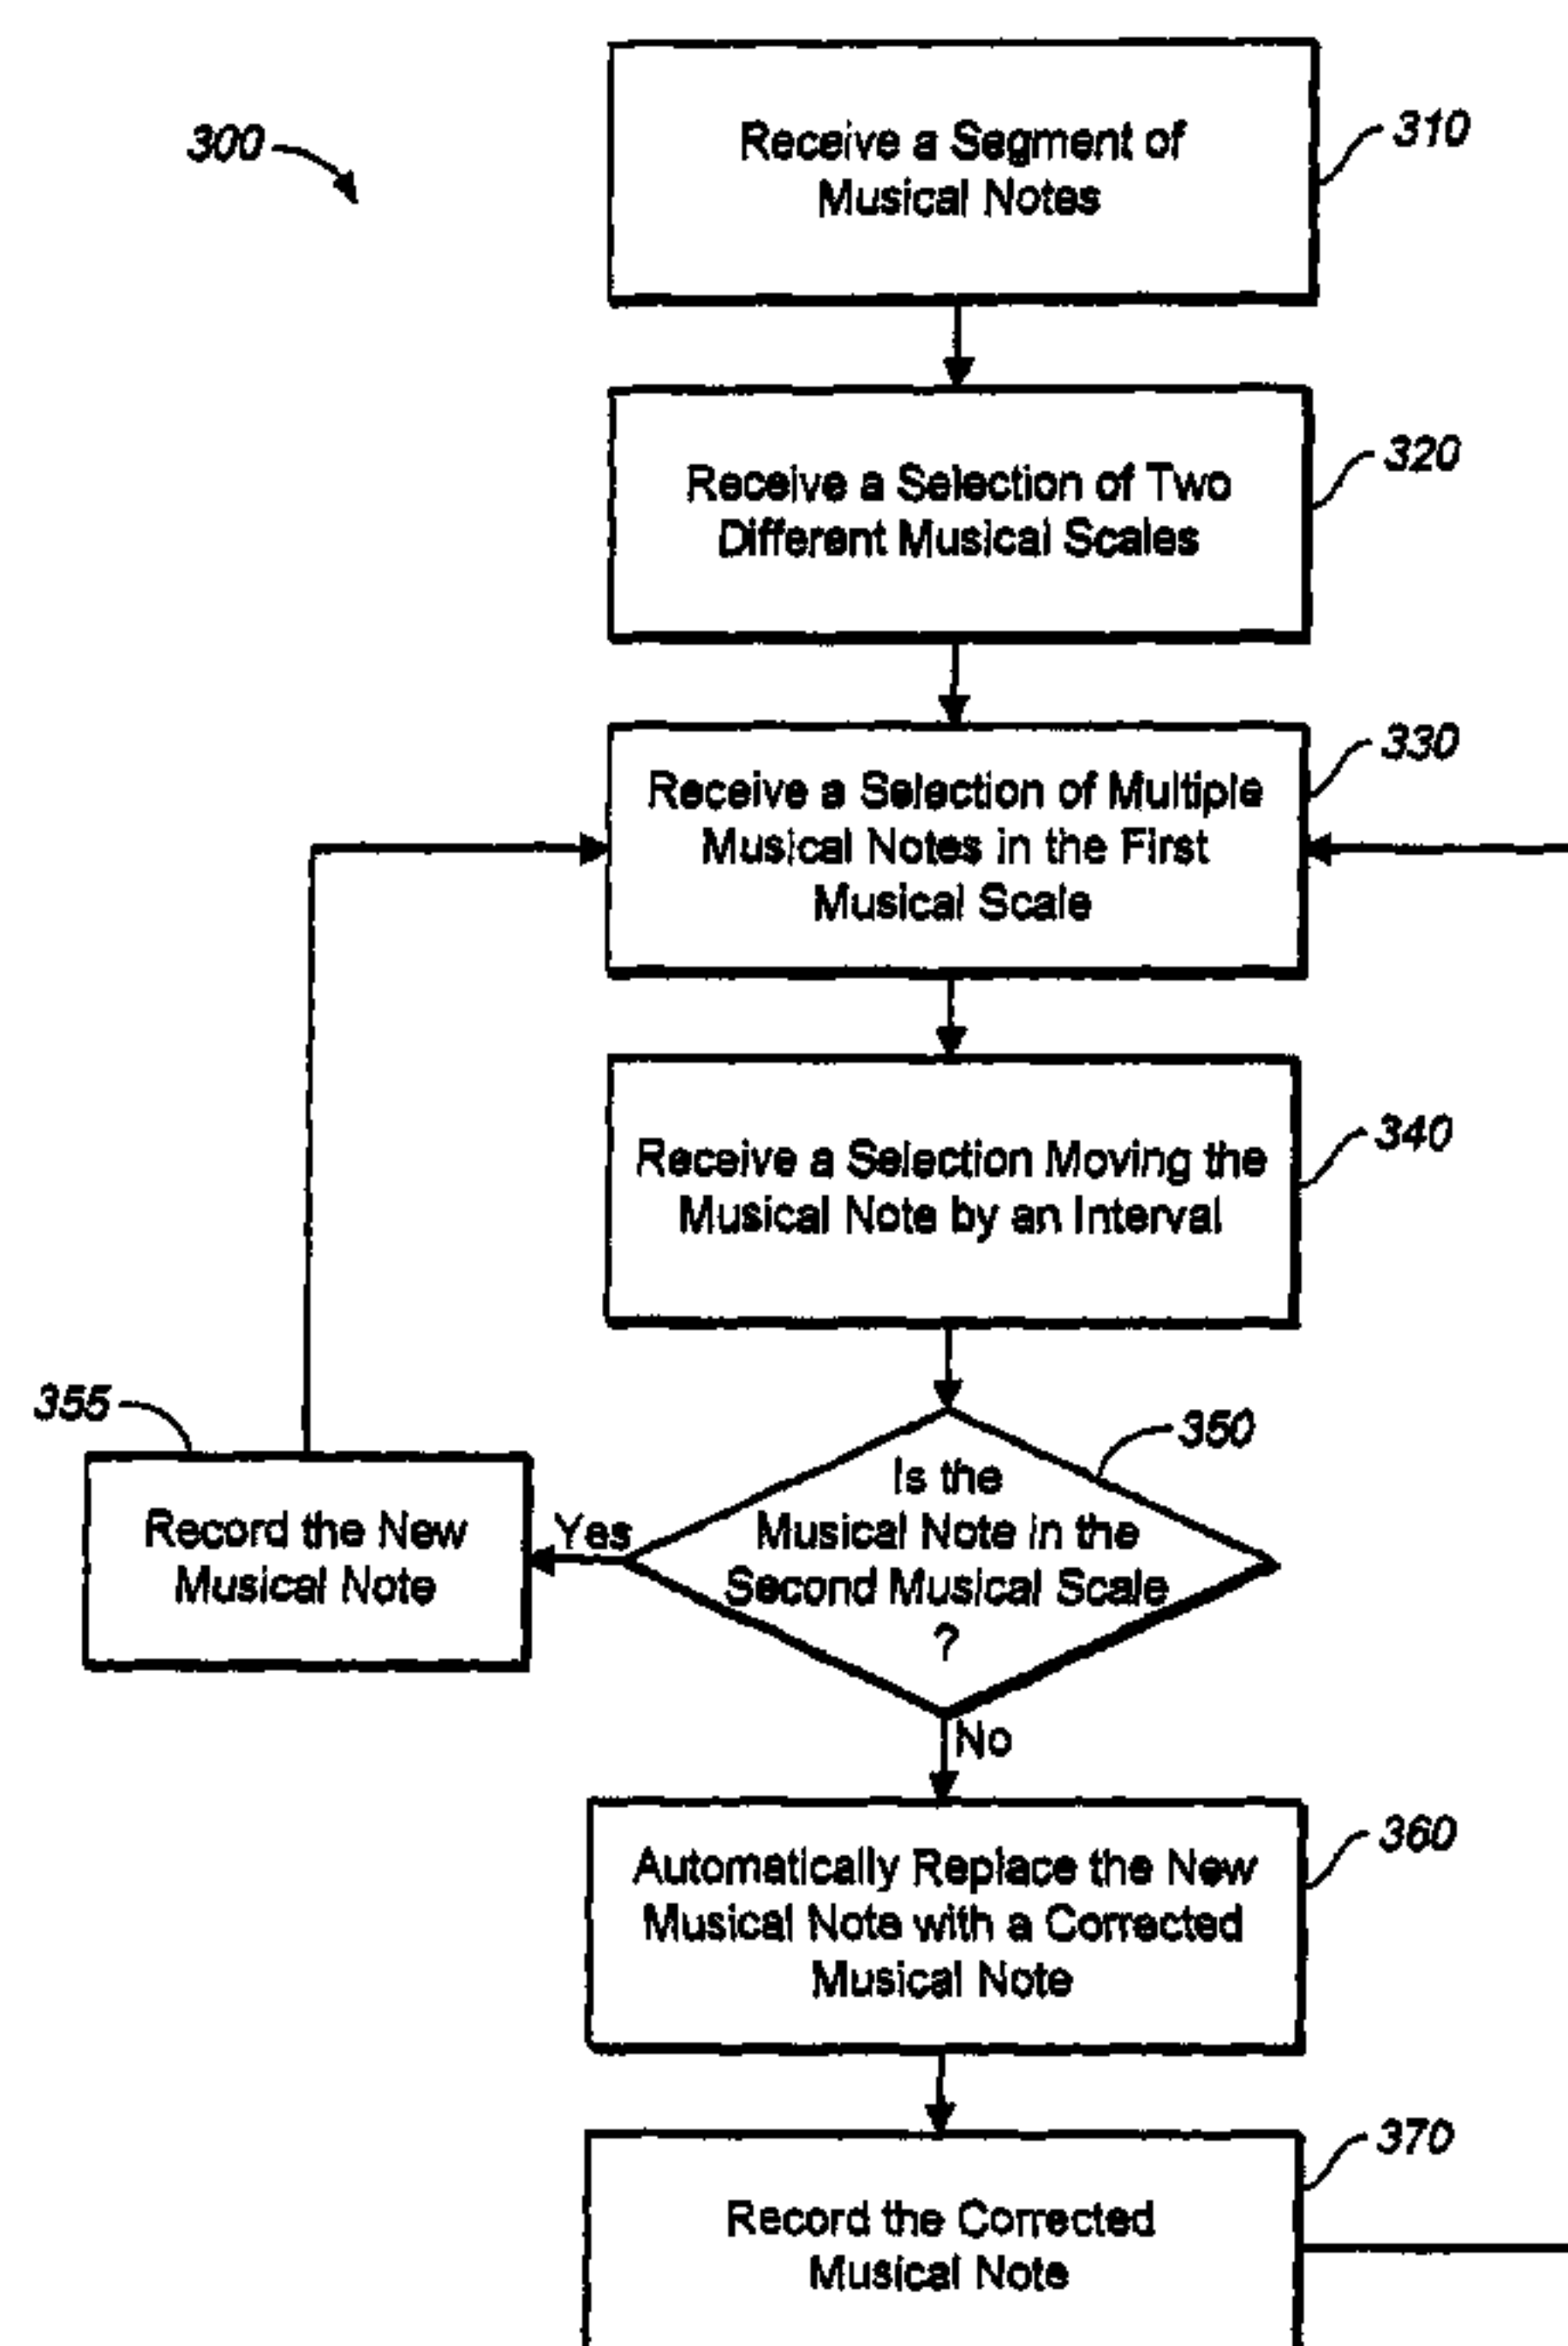 300
310
Receive a Segment of
Musical Notes
320
Receive a Selection of Two
Different Musical Scales
330
Receive a Selection of Multiple
Musical Notes in the First
Musical Scale
340
Receive a Selection Moving the
Musical Note by an Interval
355
Record the New
Musical Note
Yes
350
Is the
Musical Note in the
Second Musical Scale
?
No
360
Automatically Replace the New
Musical Note with a Corrected
Musical Note
370
Record the Corrected
Musical Note